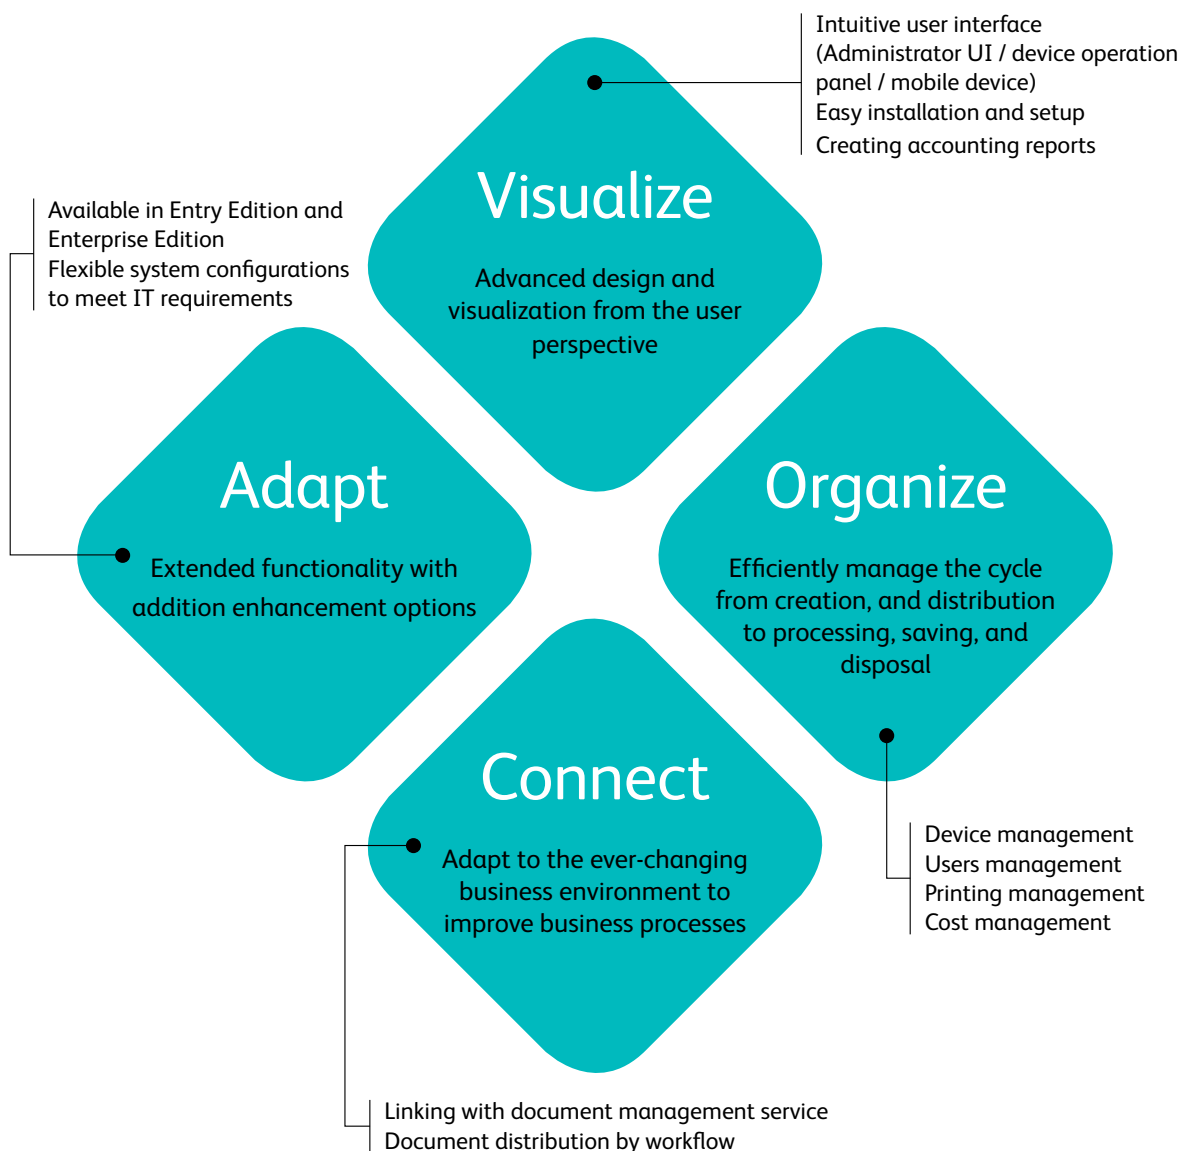 Intuitive user interface
(Administrator UI / device operation
panel / mobile device)
Easy installation and setup
Creating accounting reports
Visualize
Advanced design and
visualization from the user
perspective
Available in Entry Edition and
Enterprise Edition
Flexible system configurations
to meet IT requirements
Adapt
Extended functionality with
addition enhancement options
Organize
Efficiently manage the cycle
from creation, and distribution
to processing, saving, and
disposal
Device management
Users management
Printing management
Cost management
Connect
Adapt to the ever-changing
business environment to
improve business processes
Linking with document management service
Document distribution by workflow